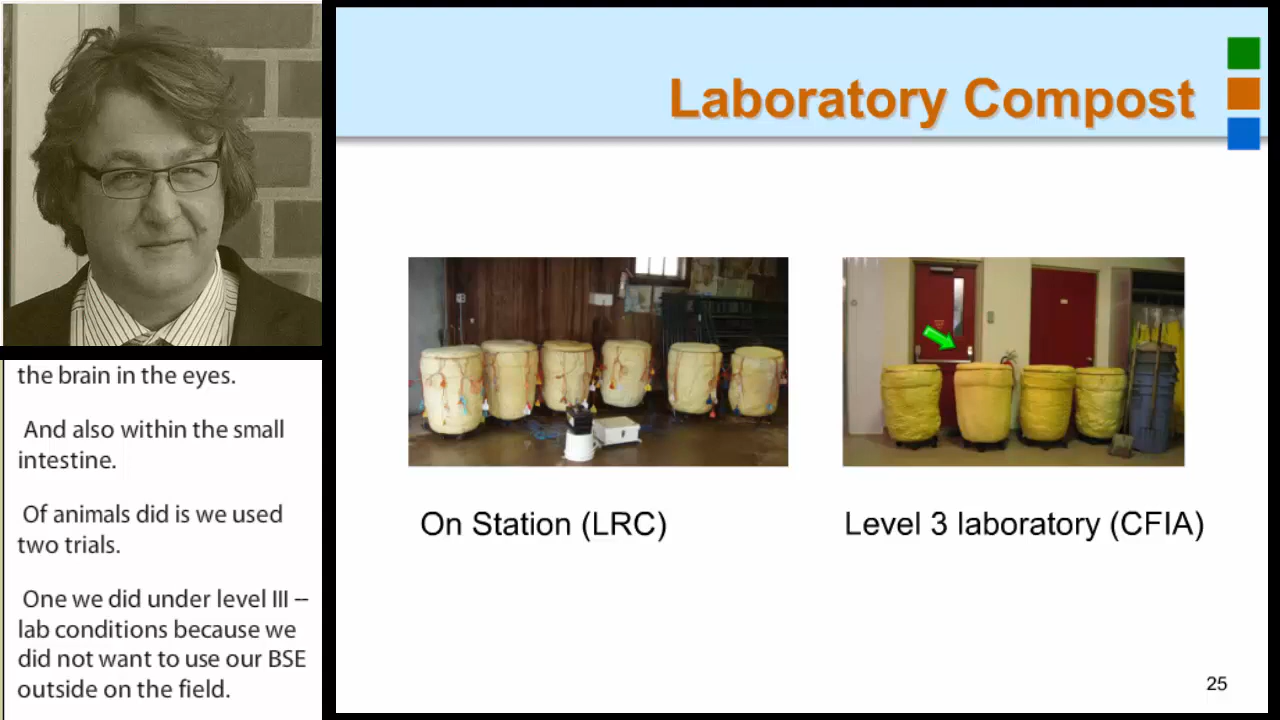 Laboratory Compost
the brain in the eyes.
And also within the small
intestine.
Of animals did is we used
two trials.
One we did under level III --
lab conditions because we
did not want to use our BSE
outside on the field.
On Station (LRC)
Level 3 laboratory (CFIA)
25